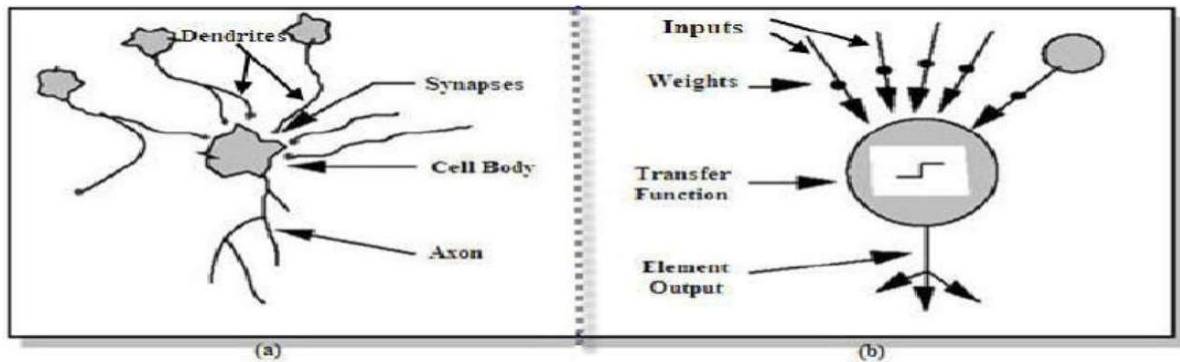 Dendrites
Synapses
Cell Body
Axon
(a)
Inputs
Weights
Transfer
Function
Element
Output
(b)